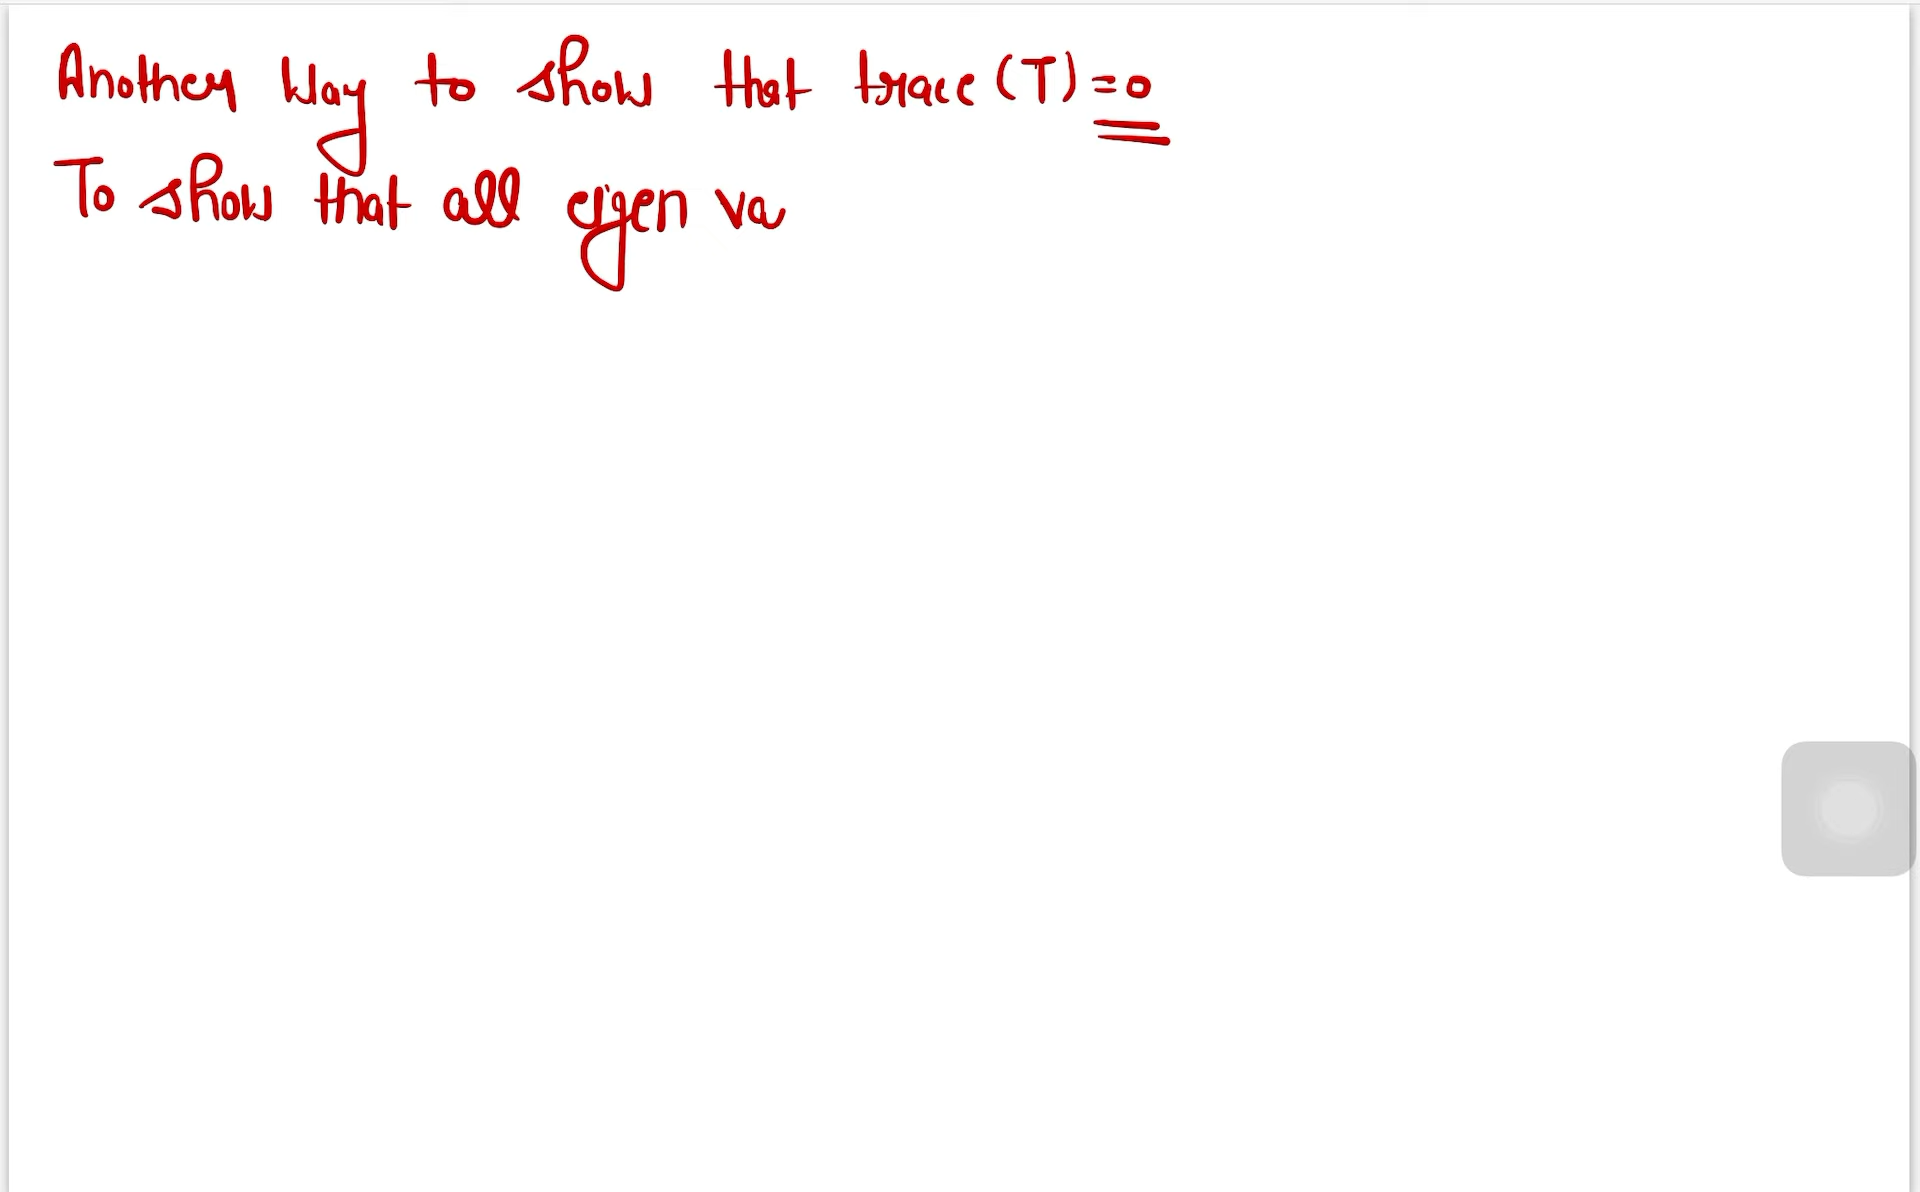 Another Way to show that trace (T) = 0
To show that all eigen va